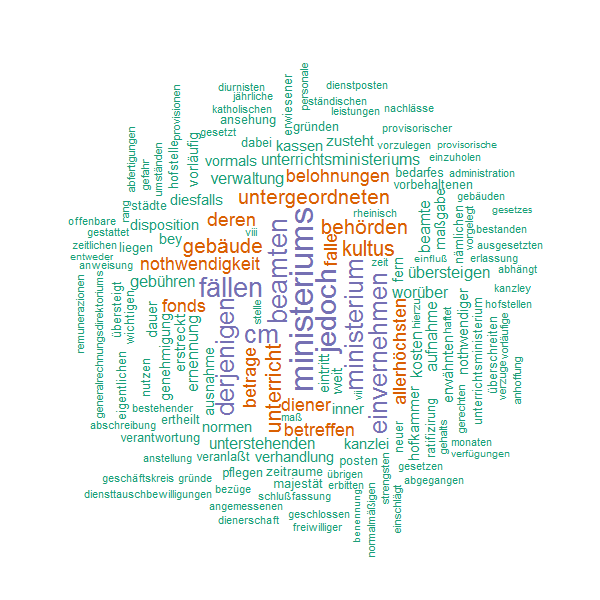 diurnisten
jährliche
katholischen
ansehung
gesetzt
erwiesener
personale
dienstposten
pständischen
leistungen
nachlässe
gründen
provisorischer
dabei
kassen
zusteht
vorzulegen
provisorische
vormals
unterrichtsministeriums
einzuholen
verwaltung
belohnungen
bedarfes
administration
vorbehaltenen
abfertigungen
gefahr
umständen
hofstelle
provisionen
vorläufig
rang
städte
diesfalls
untergeordneten
gebäuden
offenbare
gestattet
disposition
deren
viii
rheinisch
behörden
beamte
maßgabe
nämlichen
vorgelegt
gesetzes
bestanden
zeitlichen
liegen
bey
gebäude
beamten
ministeriums
jedoch
falle
kultus
ausgesetzten
entweder
anweisung
nothwendigkeit
zeit
fern
einfluß
erlassung
gebühren
fällen
ministerium
einvernehmen
übersteigen
abhängt
remunerazionen
generalrechnungsdirektoriums
übersteigt
wichtigen
fonds
stelle
worüber
kanzley
hofstellen
dauer
genehmigung
erstreckt
ernennung
derjenigen
cm
allerhöchsten
kosten
hierzu
aufnahme
haftet
erwähnten
nothwendiger
unterrichtsministerium
überschreiten
verzuge
vorläufige
anhoffung
eigentlichen
nutzen
ausnahme
betrage
unterricht
eintritt
weit
vii
bestehender
ertheilt
diener
inner
gerechten
abschreibung
normen
maß
betreffen
neuer
hofkammer
ratifizirung
gehalts
verantwortung
unterstehenden
kanzlei
monaten
verfügungen
anstellung
veranlaßt
verhandlung
posten
gesetzen
geschäftskreis
gründe
pflegen
zeitraume
übrigen
strengsten
abgegangen
diensttauschbewilligungen
bezüge
majestät
erbitten
schlußfassung
angemessenen
benennung
normalmäßigen
einschlägt
dienerschaft
geschlossen
freiwilliger